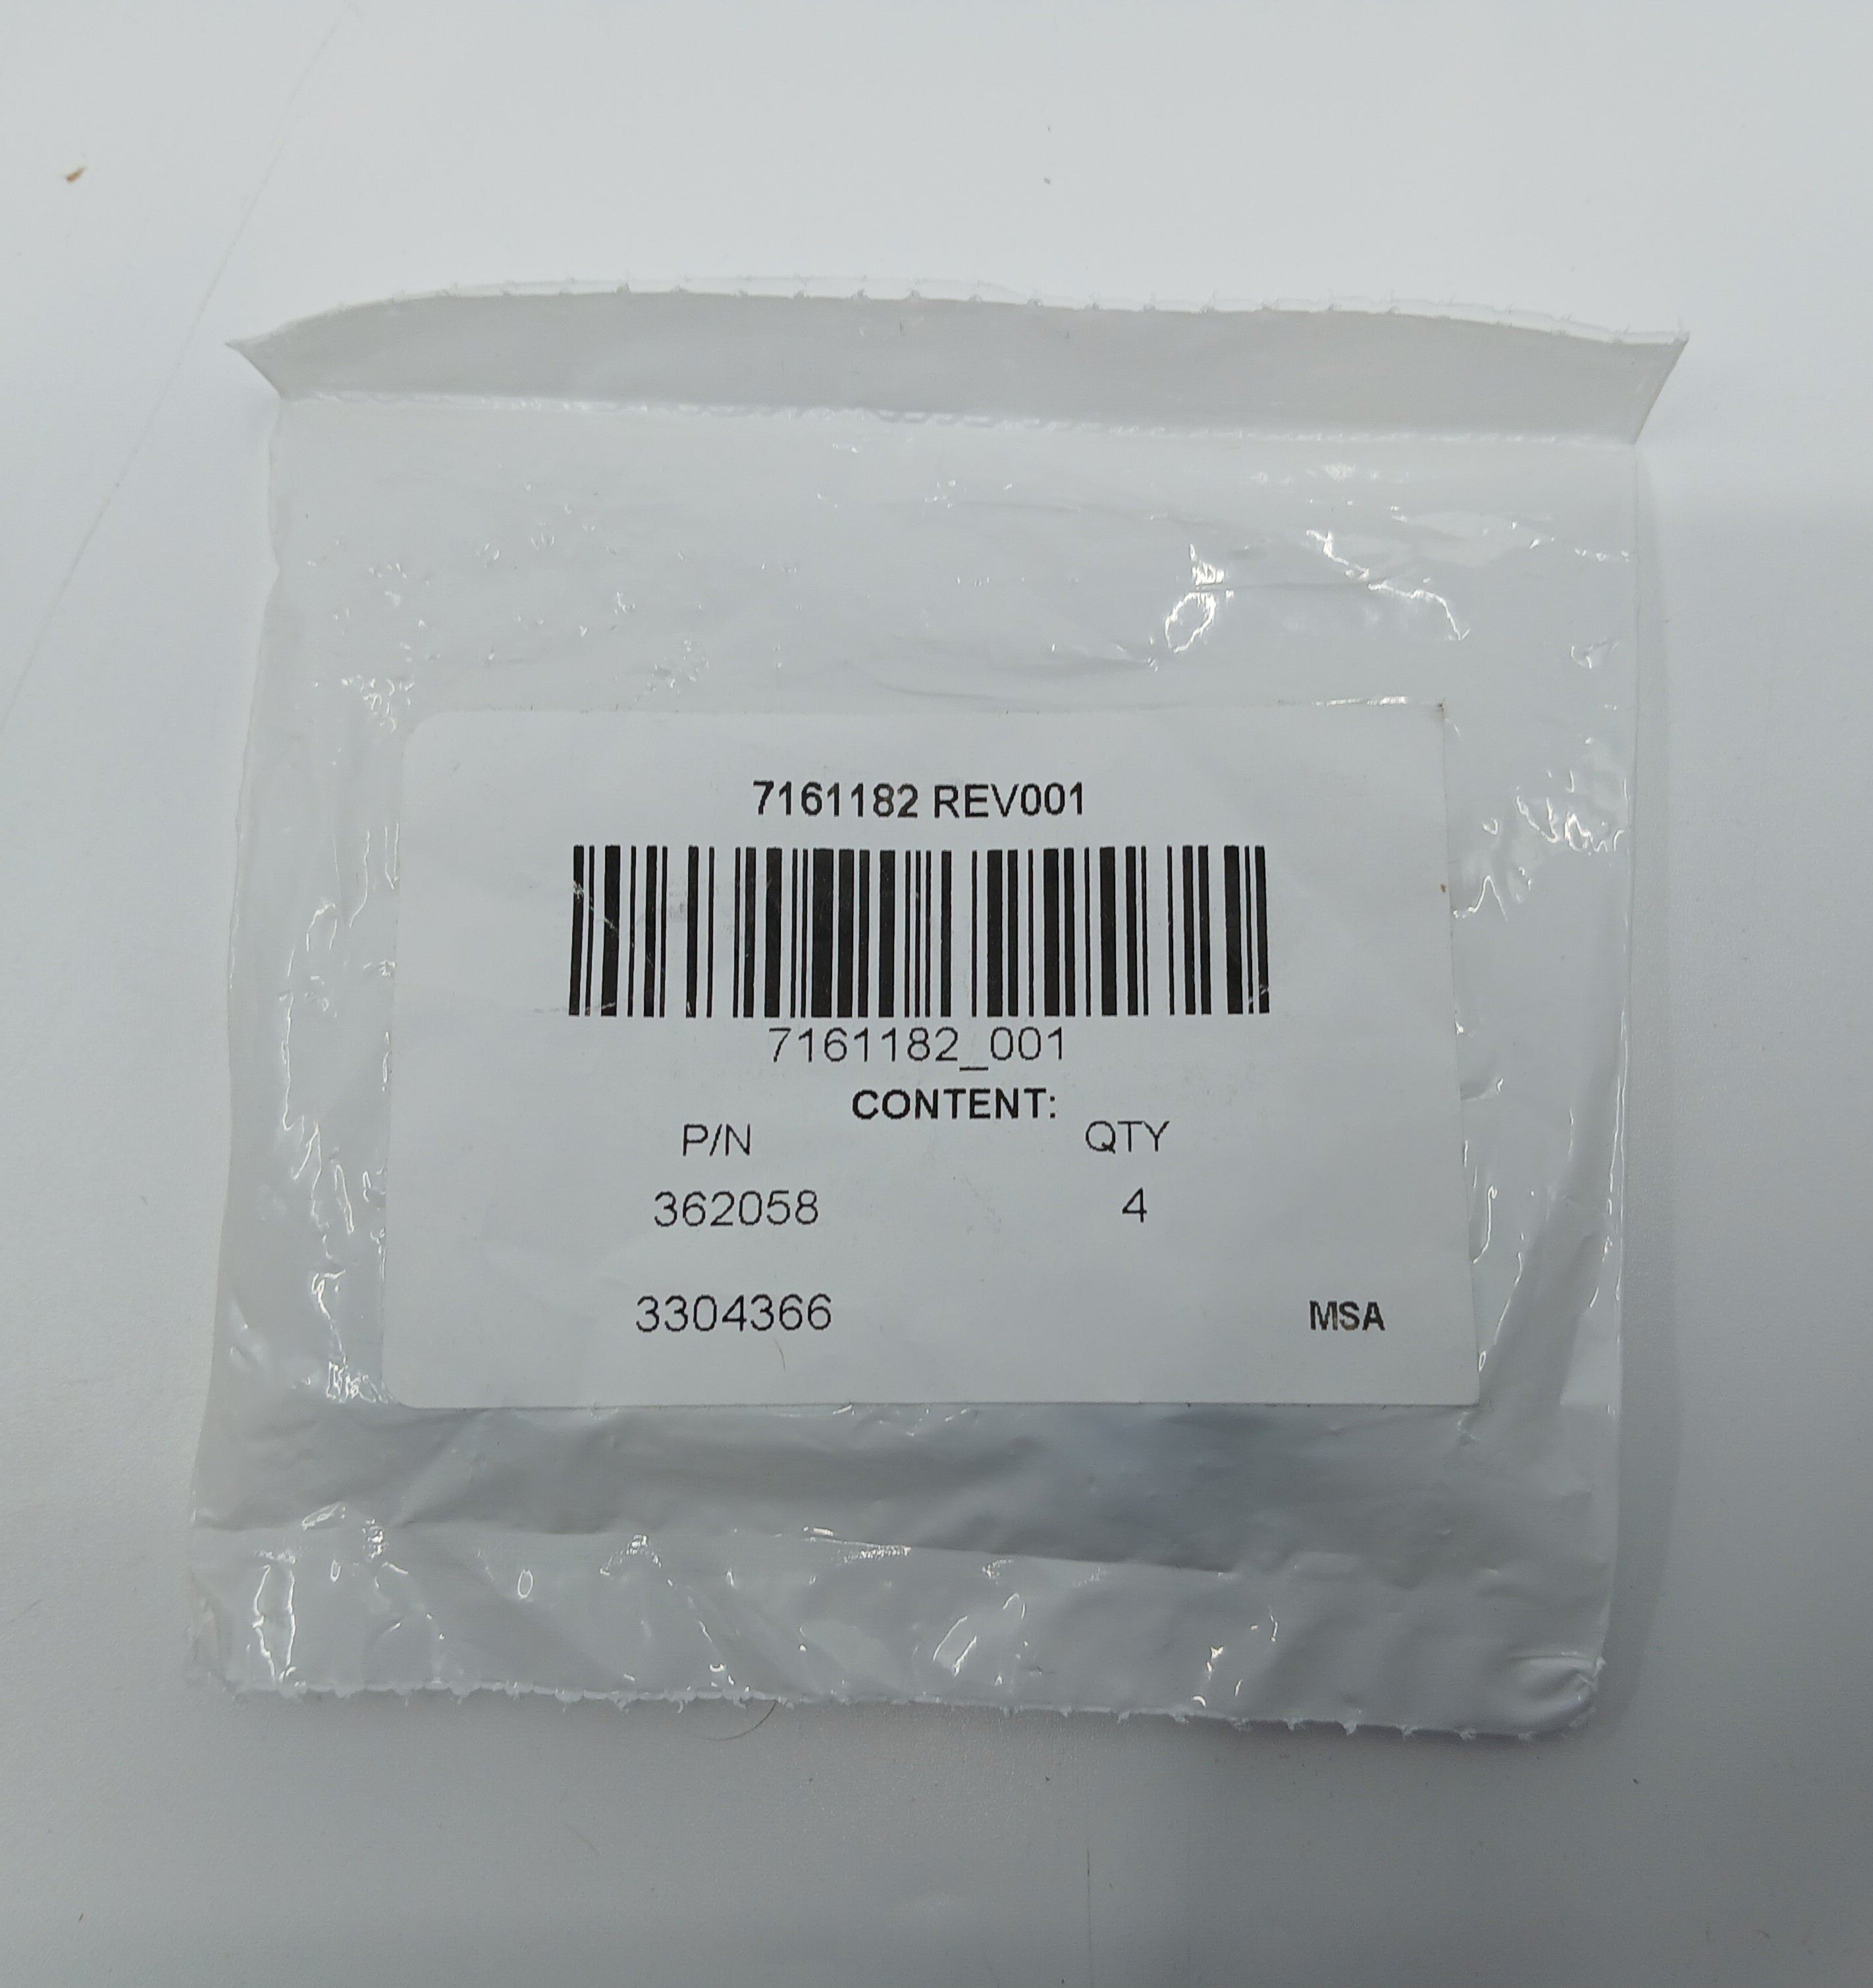 7161182 REV001
7161182_001
CONTENT:
P/N QTY
362058 4
3304366 MSA